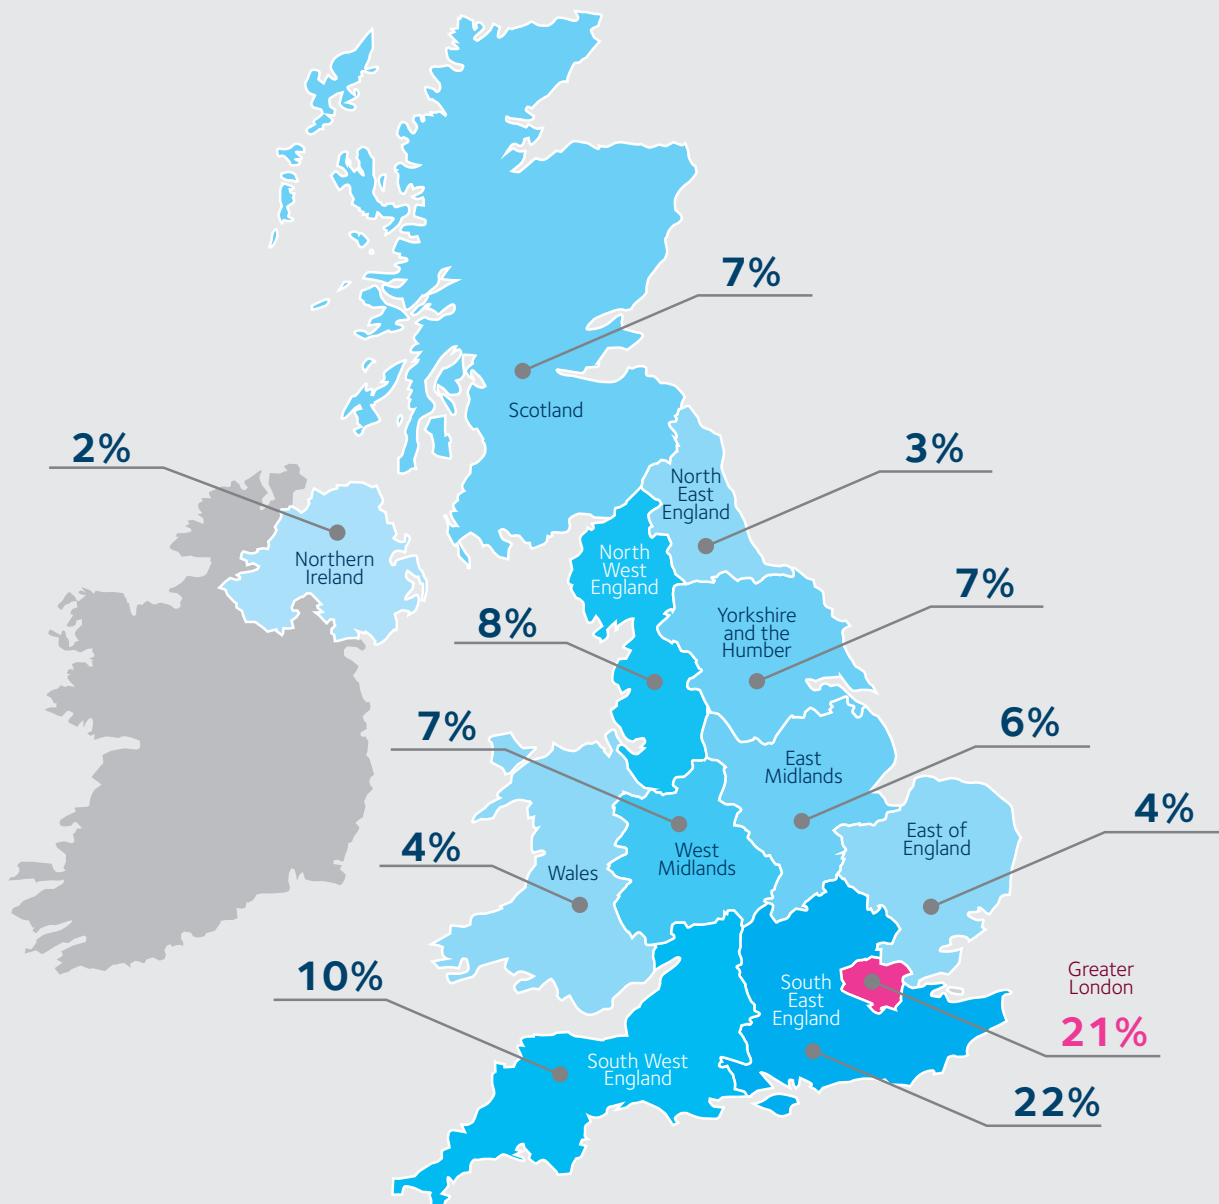 7%
Scotland
2%
3%
North
East
England
Northern
Ireland
North
West
England
7%
8%
Yorkshire
and the
Humber
7%
6%
East
Midlands
4%
East of
England
4%
Wales
West
Midlands
10%
South
East
England
Greater
London
21%
South West
England
22%